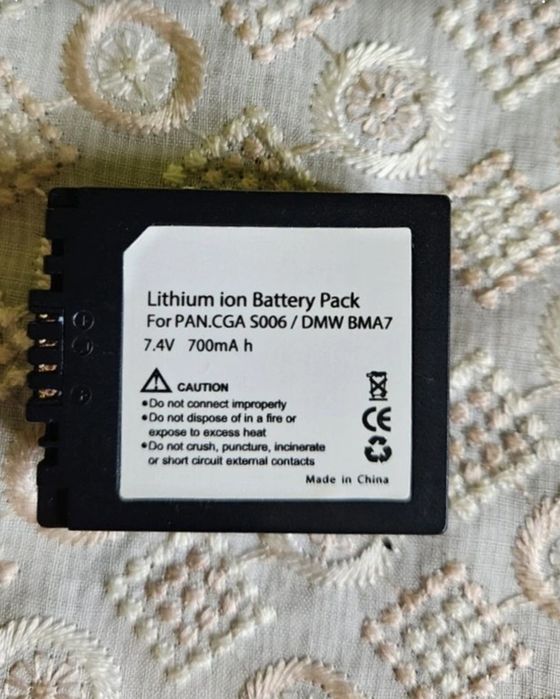 Lithium ion Battery Pack
For PAN.CGA S006 / DMW BMA7
7.4V 700mA h
CAUTION
•Do not connect improperly
•Do not dispose of in a fire or
expose to excess heat
•Do not crush, puncture, incinerate
or short circuit external contacts
CE
Made in China